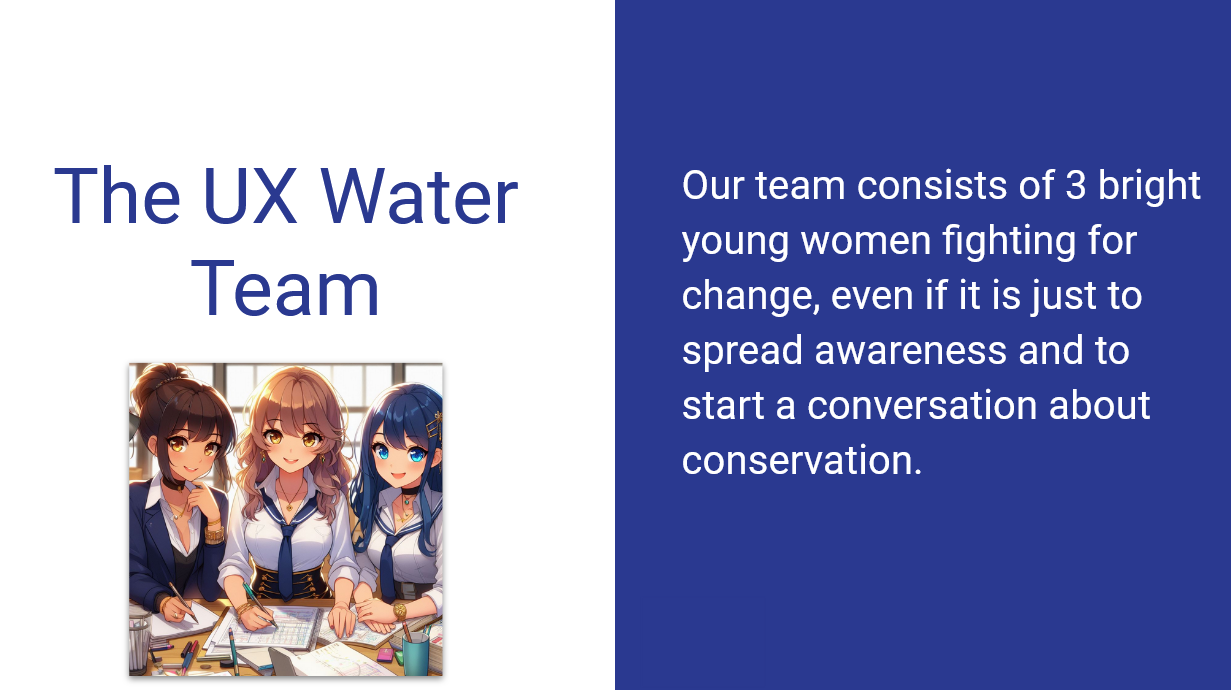 The UX Water
Team
Our team consists of 3 bright
young women fighting for
change, even if it is just to
spread awareness and to
start a conversation about
conservation.